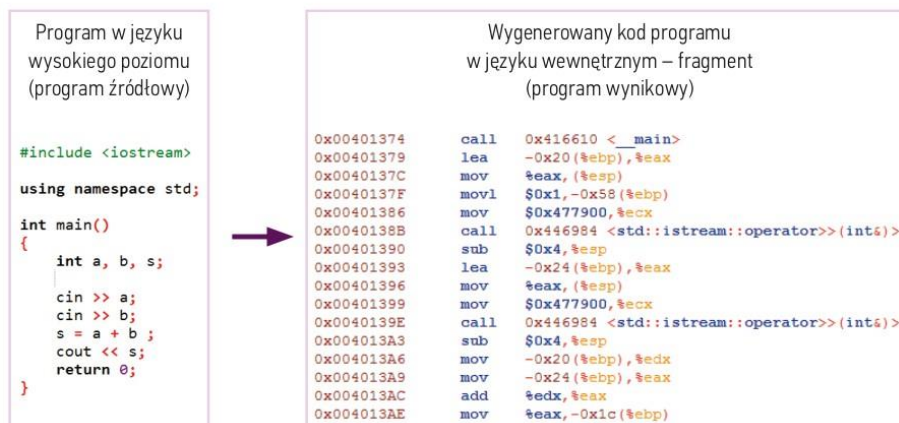 Program w języku
wysokiego poziomu
(program źródłowy)
#include <iostream>
using namespace std;
int main()
{
int a, b, s;
cin >> a;
cin >> b;
s = a + b ;
cout << s;
return 0;
}
Wygenerowany kod programu
w języku wewnętrznym – fragment
(program wynikowy)
0x00401374 call 0x416610 <__main>
0x00401379 lea -0x20(%ebp),%eax
0x0040137C mov %eax,(%esp)
0x0040137F movl $0x1,-0x58(%ebp)
0x00401386 mov $0x477900,%ecx
0x0040138B call 0x446984 <std::istream::operator>>(int&)>
0x00401390 sub $0x4,%esp
0x00401393 lea -0x24(%ebp),%eax
0x00401396 mov %eax,(%esp)
0x00401399 mov $0x477900,%ecx
0x0040139E call 0x446984 <std::istream::operator>>(int&)>
0x004013A3 sub $0x4,%esp
0x004013A6 mov -0x20(%ebp),%edx
0x004013A9 mov -0x24(%ebp),%eax
0x004013AC add %edx,%eax
0x004013AE mov %eax,-0x1c(%ebp)